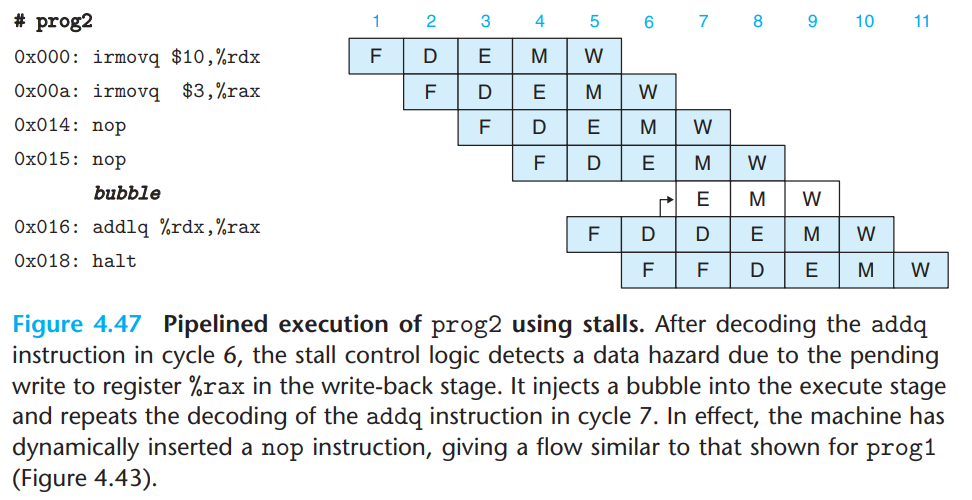 # prog2 1 2 3 4 5 6 7 8 9 10 11
0x000: irmovq $10,%rdx F D E M W
0x00a: irmovq $3,%rax F D E M W
0x014: nop F D E M W
0x015: nop F D E M W
bubble E M W
0x016: addlq %rdx,%rax F D D E M W
0x018: halt F F D E M W
Figure 4.47 Pipelined execution of prog2 using stalls. After decoding the addq
instruction in cycle 6, the stall control logic detects a data hazard due to the pending
write to register %rax in the write-back stage. It injects a bubble into the execute stage
and repeats the decoding of the addq instruction in cycle 7. In effect, the machine has
dynamically inserted a nop instruction, giving a flow similar to that shown for prog1
(Figure 4.43).